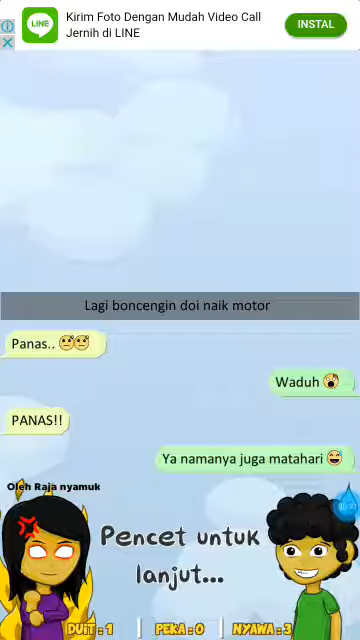 LINE
Kirim Foto Dengan Mudah Video Call
Jernih di LINE
INSTAL
Lagi boncengin doi naik motor
Panas.. 😥😥
Waduh 😲
PANAS!!
Ya namanya juga matahari 😅
Oleh Raja nyamuk
Pencet untuk
lanjut...
DUIT : 1 | PEKA : 0 | NYAWA : 3